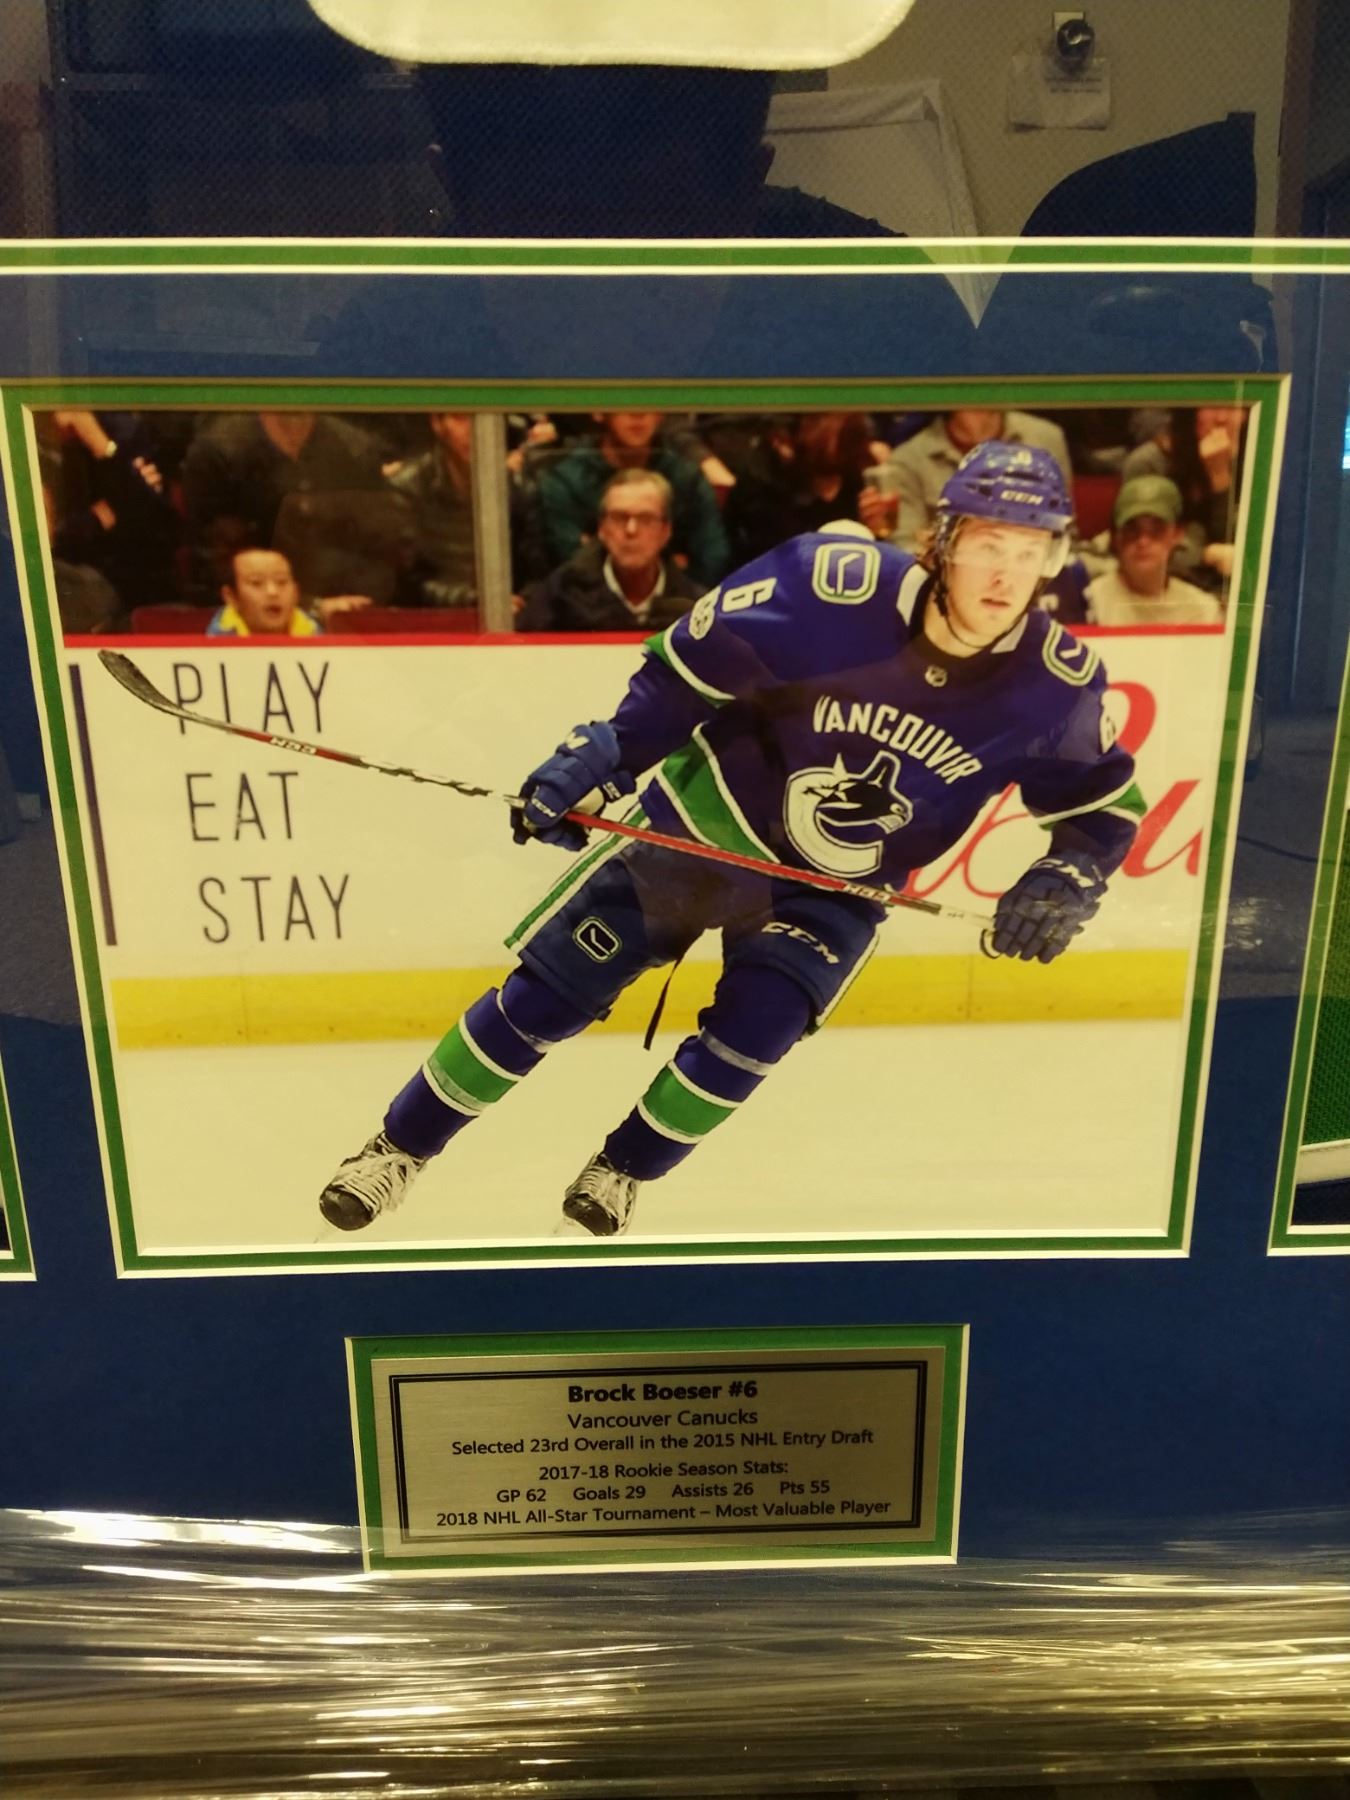 PLAY
EAT
STAY
6
CCM
VANCOUVER
CCM
CCM
Brock Boeser #6
Vancouver Canucks
Selected 23rd Overall in the 2015 NHL Entry Draft
2017-18 Rookie Season Stats:
GP 62 Goals 29 Assists 26 Pts 55
2018 NHL All-Star Tournament – Most Valuable Player